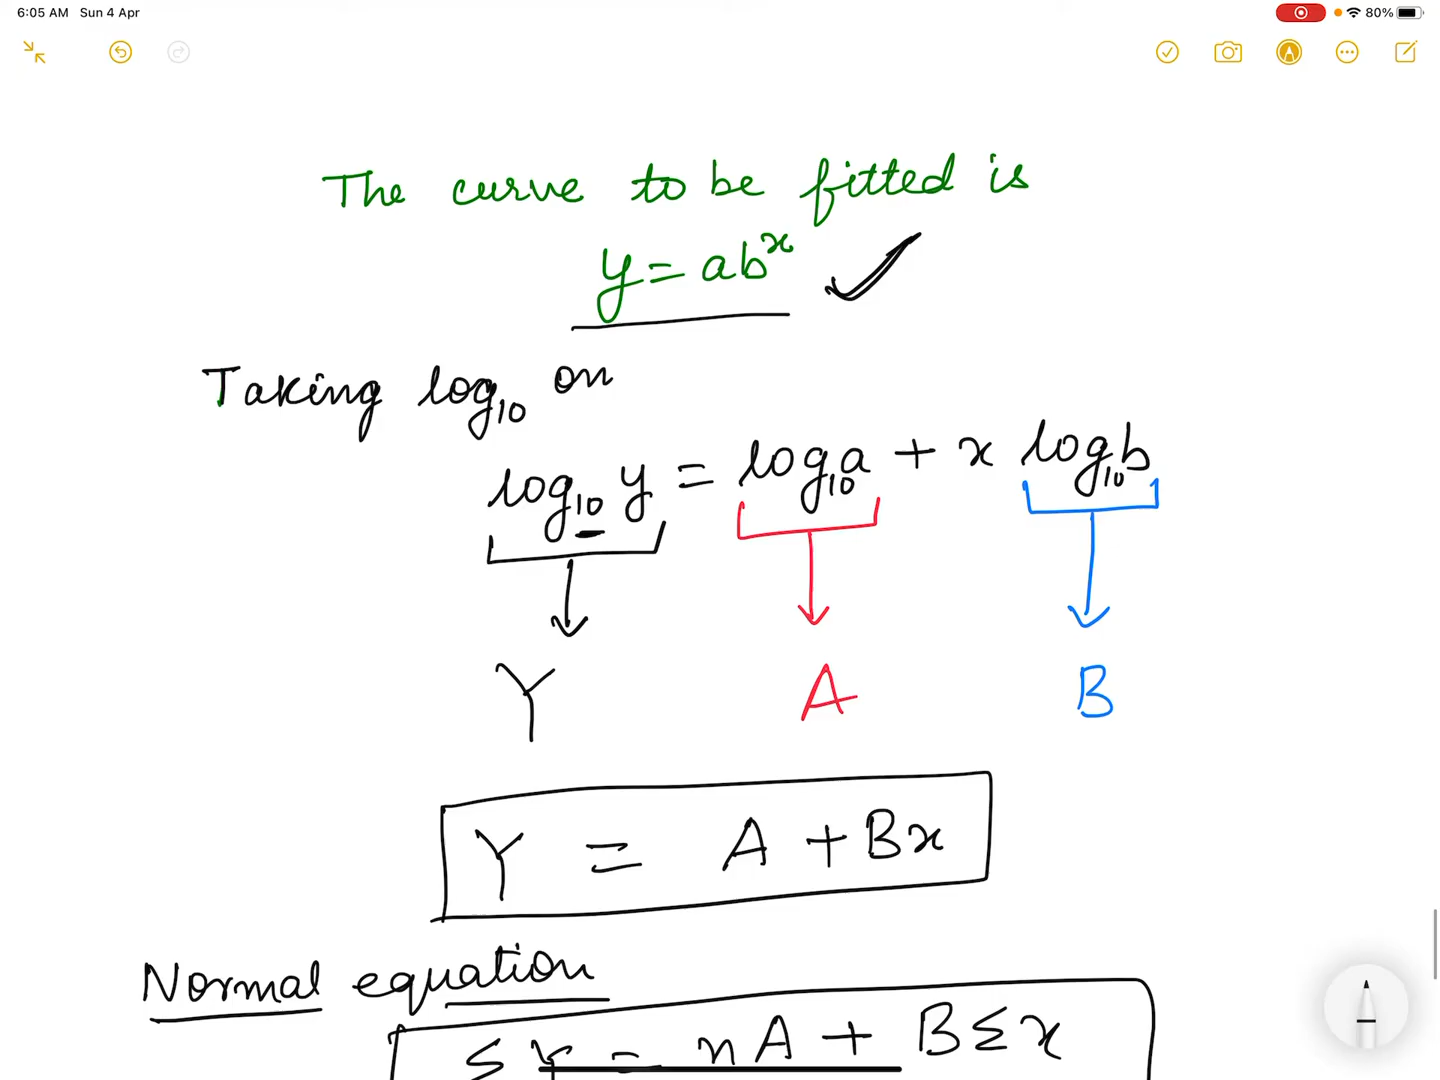 6:05 AM Sun 4 Apr 80%
The curve to be fitted is
y = ab^x
Taking log₁₀ on
log₁₀ y = log₁₀ a + x log₁₀ b
Y A B
Y = A + Bx
Normal equation
ΣY = nA + BΣx